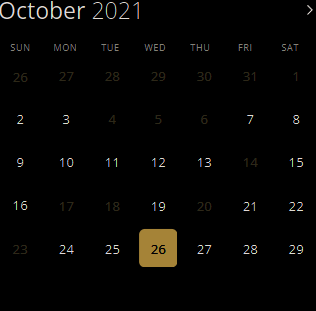 October 2021
SUN MON TUE WED THU FRI SAT
26 27 28 29 30 31 1
2 3 4 5 6 7 8
9 10 11 12 13 14 15
16 17 18 19 20 21 22
23 24 25 26 27 28 29